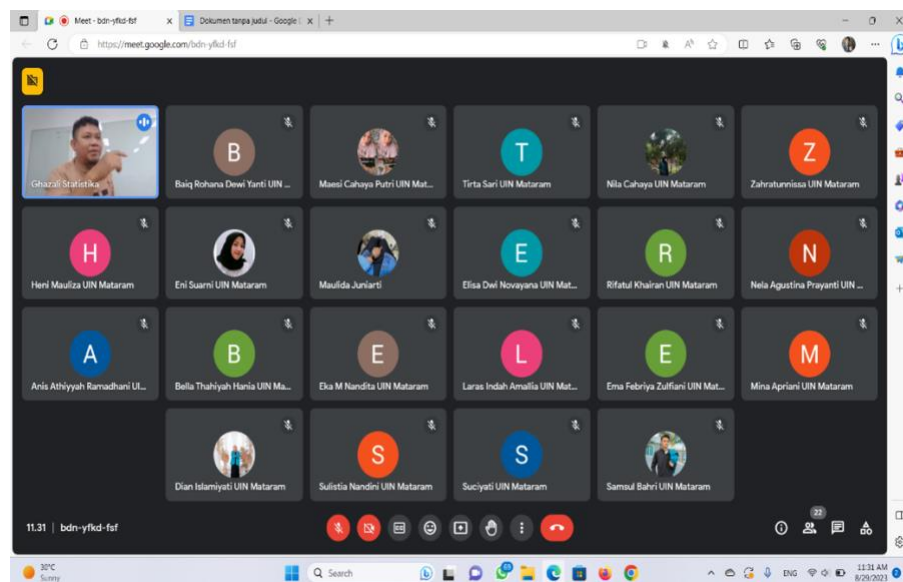 Meet - bdn-yfkd-fsf
Dokumen tanpa judul - Google
https://meet.google.com/bdn-yfkd-fsf
Ghazali Statistika
B
Baiq Rohana Dewi Yanti UIN ...
Maesi Cahaya Putri UIN Mat...
T
Tirta Sari UIN Mataram
Nila Cahaya UIN Mataram
Z
Zahratunnissa UIN Mataram
H
Heni Mauliza UIN Mataram
Eni Suarni UIN Mataram
Maulida Juniarti
E
Elisa Dwi Novayana UIN Mat...
R
Rifatul Khairan UIN Mataram
N
Nela Agustina Prayanti UIN ...
A
Anis Athiyyah Ramadhani UI...
B
Bella Thahiyah Hania UIN Ma...
E
Eka M Nandita UIN Mataram
L
Laras Indah Amallia UIN Mat...
E
Ema Febriya Zulfiani UIN Mat...
M
Mina Apriani UIN Mataram
Dian Islamiyati UIN Mataram
S
Sulistia Nandini UIN Mataram
S
Suciyati UIN Mataram
Samsul Bahri UIN Mataram
11.31 | bdn-yfkd-fsf
22
30°C
Sunny
Search
ENG
11:31 AM
8/29/2023